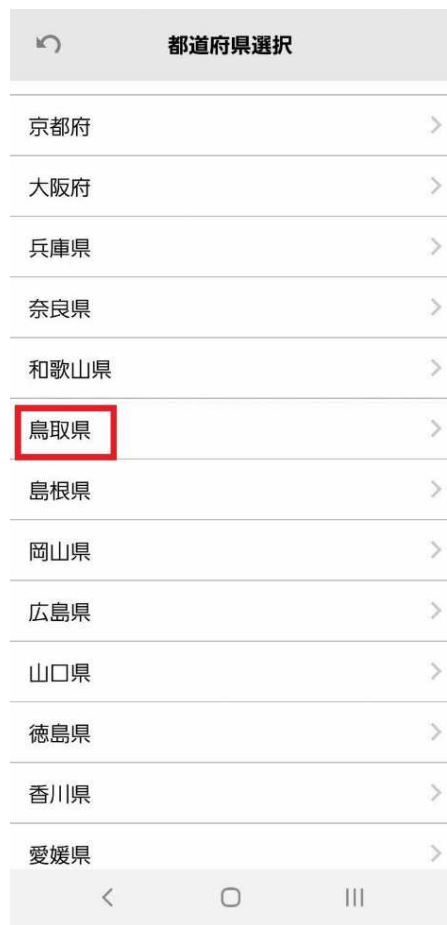 都道府県選択
京都府
大阪府
兵庫県
奈良県
和歌山県
鳥取県
島根県
岡山県
広島県
山口県
徳島県
香川県
愛媛県